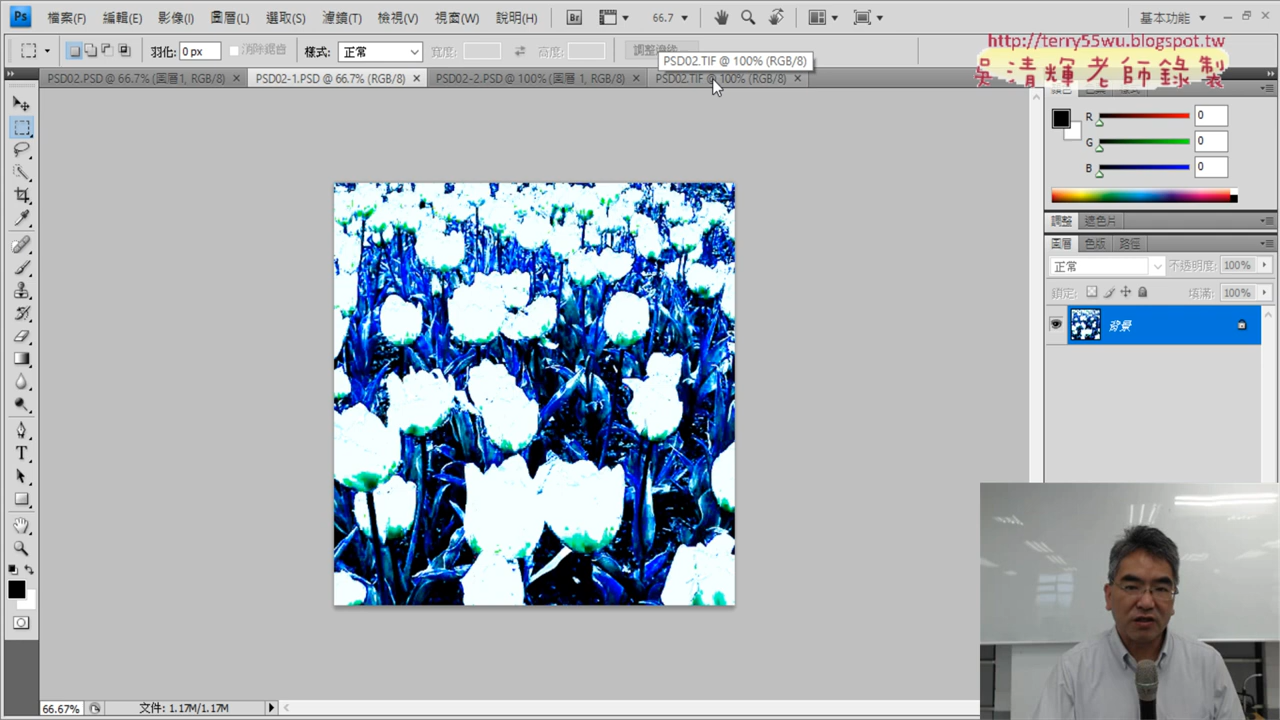 Ps 檔案(F) 編輯(E) 影像(I) 圖層(L) 選取(S) 濾鏡(T) 檢視(V) 視窗(W) 說明(H) Br 66.7 基本功能
http://terry55wu.blogspot.tw
吳清輝老師錄製
羽化: 0 px 消除鋸齒 樣式: 正常 寬度: 高度: 調整邊緣...
PSD02.TIF @ 100% (RGB/8)
PSD02.PSD @ 66.7% (圖層 1, RGB/8) × PSD02-1.PSD @ 66.7% (RGB/8) × PSD02-2.PSD @ 100% (圖層 1, RGB/8) × PSD02.TIF @ 100% (RGB/8) ×
R 0
G 0
B 0
調整 遮色片
圖層 色版 路徑
正常 不透明度: 100%
鎖定: 填滿: 100%
背景
66.67% 文件: 1.17M/1.17M